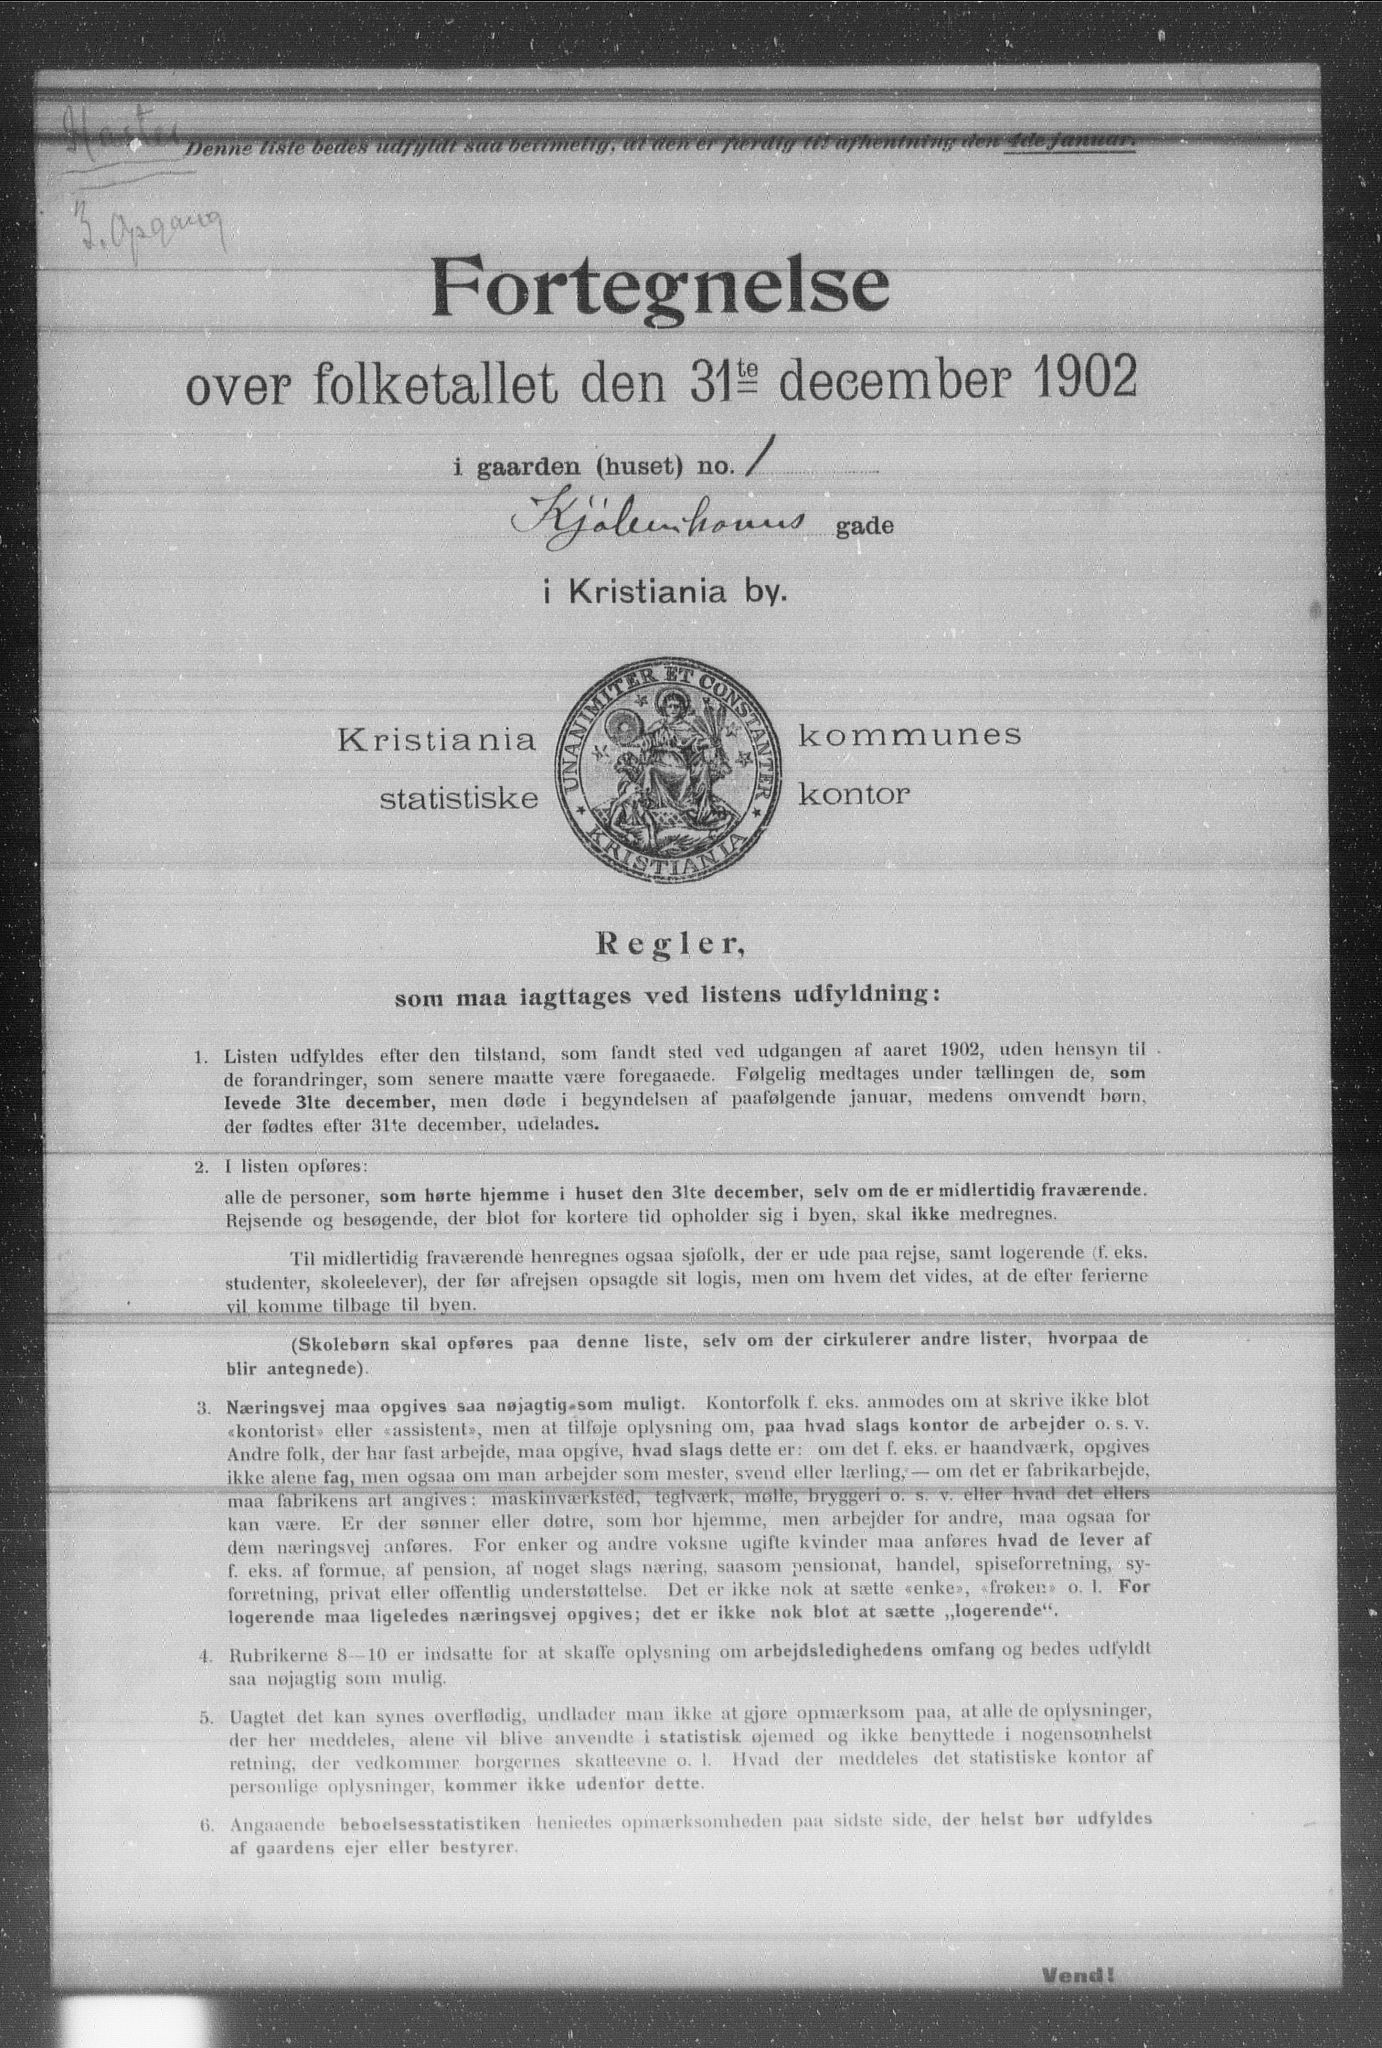 Haster
Denne liste bedes udfyldt saa betimelig, at den er færdig til afhentning den 4de januar.
3. Opgang
Fortegnelse
over folketallet den 31te december 1902
i gaarden (huset) no. 1
Kjöbenhavns gade
i Kristiania by.
Kristiania kommunes
statistiske kontor
UNANIMITER ET CONSTANTER
KRISTIANIA
Regler,
som maa iagttages ved listens udfyldning:
1. Listen udfyldes efter den tilstand, som fandt sted ved udgangen af aaret 1902, uden hensyn til
de forandringer, som senere maatte være foregaaede. Følgelig medtages under tællingen de, som
levede 31te december, men døde i begyndelsen af paafølgende januar, medens omvendt børn,
der fødtes efter 31te december, udelades.
2. I listen opføres:
alle de personer, som hørte hjemme i huset den 31te december, selv om de er midlertidig fraværende.
Rejsende og besøgende, der blot for kortere tid opholder sig i byen, skal ikke medregnes.
Til midlertidig fraværende henregnes ogsaa sjøfolk, der er ude paa rejse, samt logerende (f. eks.
studenter, skoleelever), der før afrejsen opsagde sit logis, men om hvem det vides, at de efter ferierne
vil komme tilbage til byen.
(Skolebørn skal opføres paa denne liste, selv om der cirkulerer andre lister, hvorpaa de
blir antegnede).
3. Næringsvej maa opgives saa nøjagtig som muligt. Kontorfolk f. eks. anmodes om at skrive ikke blot
«kontorist» eller «assistent», men at tilføje oplysning om, paa hvad slags kontor de arbejder o. s. v.
Andre folk, der har fast arbejde, maa opgive, hvad slags dette er: om det f. eks. er haandværk, opgives
ikke alene fag, men ogsaa om man arbejder som mester, svend eller lærling, — om det er fabrikarbejde,
maa fabrikens art angives: maskinværksted, teglværk, mølle, bryggeri o. s. v. eller hvad det ellers
kan være. Er der sønner eller døtre, som bor hjemme, men arbejder for andre, maa ogsaa for
dem næringsvej anføres. For enker og andre voksne ugifte kvinder maa anføres hvad de lever af
f. eks. af formue, af pension, af noget slags næring, saasom pensionat, handel, spiseforretning, sy-
forretning, privat eller offentlig understøttelse. Det er ikke nok at sætte «enke», «frøken» o. l. For
logerende maa ligeledes næringsvej opgives; det er ikke nok blot at sætte „logerende“.
4. Rubrikerne 8—10 er indsatte for at skaffe oplysning om arbejdsledighedens omfang og bedes udfyldt
saa nøjagtig som mulig.
5. Uagtet det kan synes overflødig, undlader man ikke at gjøre opmærksom paa, at alle de oplysninger,
der her meddeles, alene vil blive anvendte i statistisk øjemed og ikke benyttede i nogensomhelst
retning, der vedkommer borgernes skatteevne o. l. Hvad der meddeles det statistiske kontor af
personlige oplysninger, kommer ikke udenfor dette.
6. Angaaende beboelsesstatistiken henledes opmærksomheden paa sidste side, der helst bør udfyldes
af gaardens ejer eller bestyrer.
Vend!